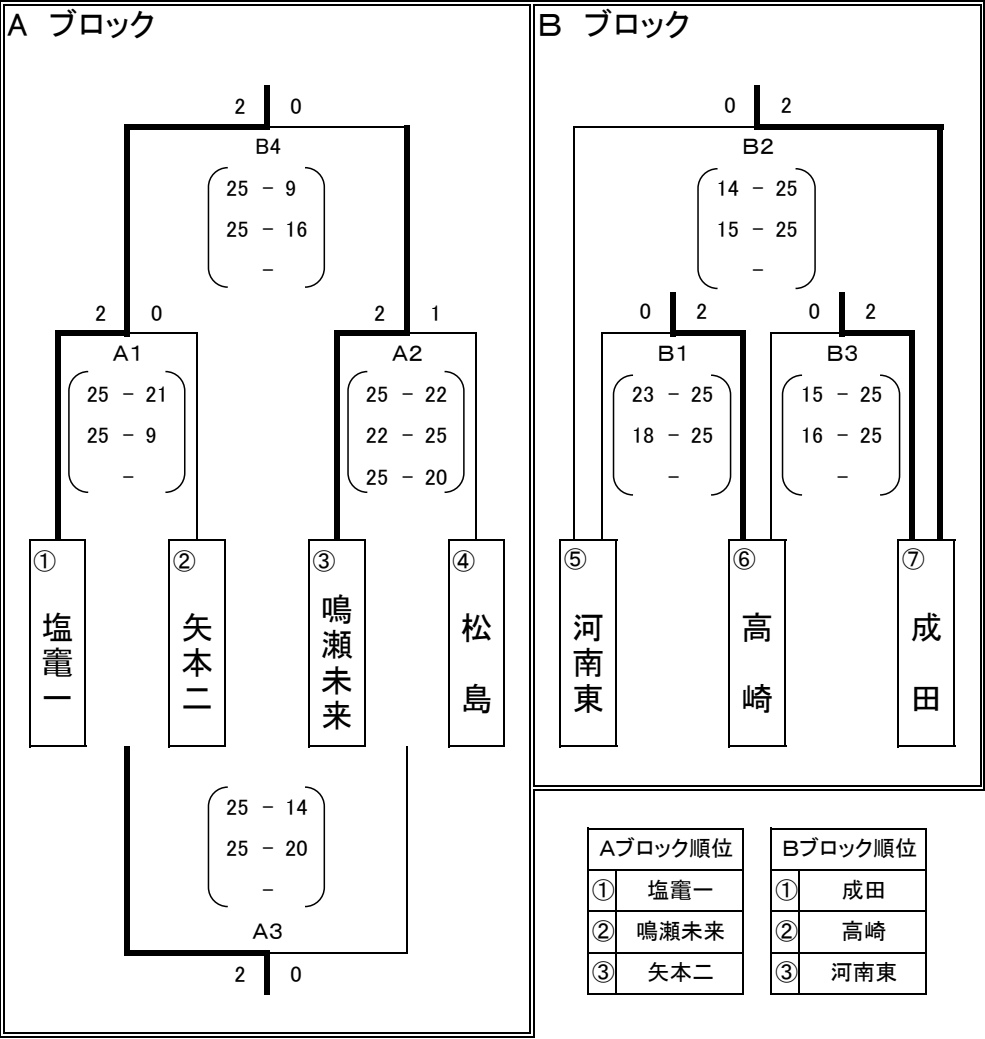 A ブロック
2 0
B4
25 - 9
25 - 16
-
2 0
A1
25 - 21
25 - 9
-
2 1
A2
25 - 22
22 - 25
25 - 20
①
塩竈一
②
矢本二
③
鳴瀬未来
④
松島
25 - 14
25 - 20
-
A3
2 0
B ブロック
0 2
B2
14 - 25
15 - 25
-
0 2
B1
23 - 25
18 - 25
-
0 2
B3
15 - 25
16 - 25
-
⑤
河南東
⑥
高崎
⑦
成田
Aブロック順位
① 塩竈一
② 鳴瀬未来
③ 矢本二
Bブロック順位
① 成田
② 高崎
③ 河南東